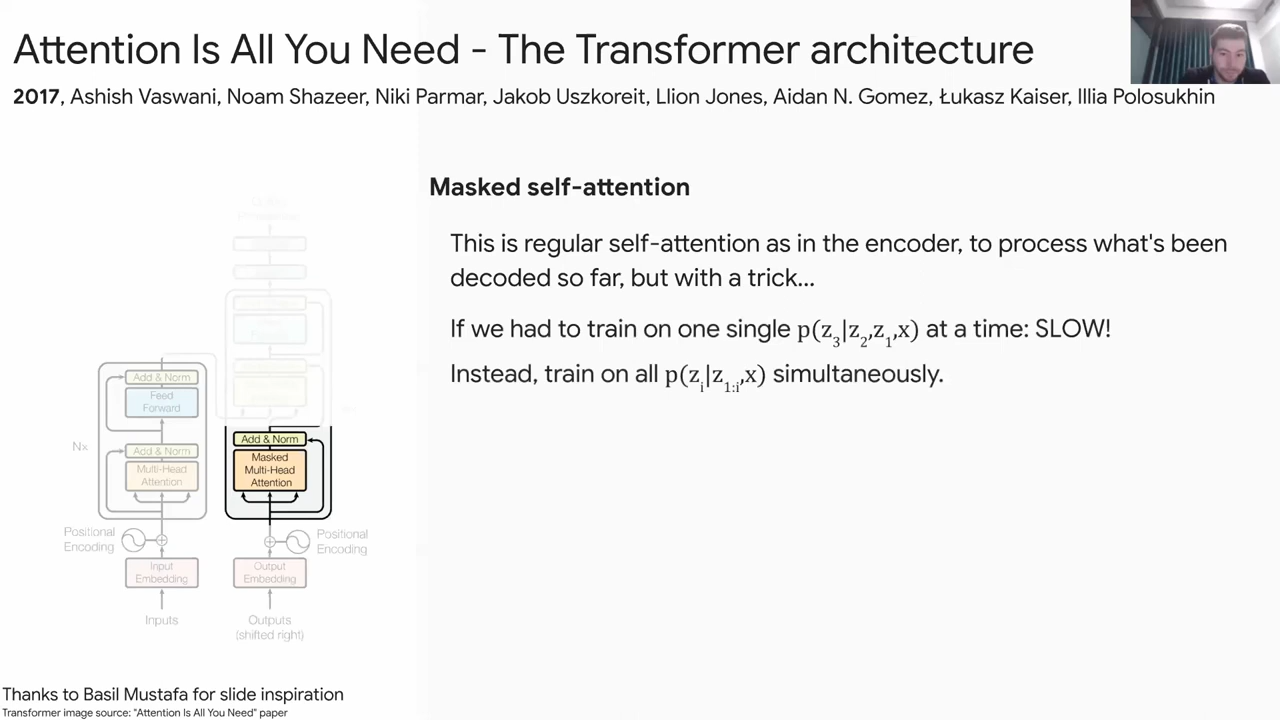 Attention Is All You Need - The Transformer architecture
2017, Ashish Vaswani, Noam Shazeer, Niki Parmar, Jakob Uszkoreit, Llion Jones, Aidan N. Gomez, Łukasz Kaiser, Illia Polosukhin
Masked self-attention
This is regular self-attention as in the encoder, to process what's been
decoded so far, but with a trick...
If we had to train on one single p(z₃|z₂,z₁,x) at a time: SLOW!
Instead, train on all p(zᵢ|z₁:ᵢ,x) simultaneously.
Add & Norm
Feed
Forward
Nx
Add & Norm
Multi-Head
Attention
Positional
Encoding
Input
Embedding
Inputs
Add & Norm
Masked
Multi-Head
Attention
Positional
Encoding
Output
Embedding
Outputs
(shifted right)
Thanks to Basil Mustafa for slide inspiration
Transformer image source: "Attention Is All You Need" paper